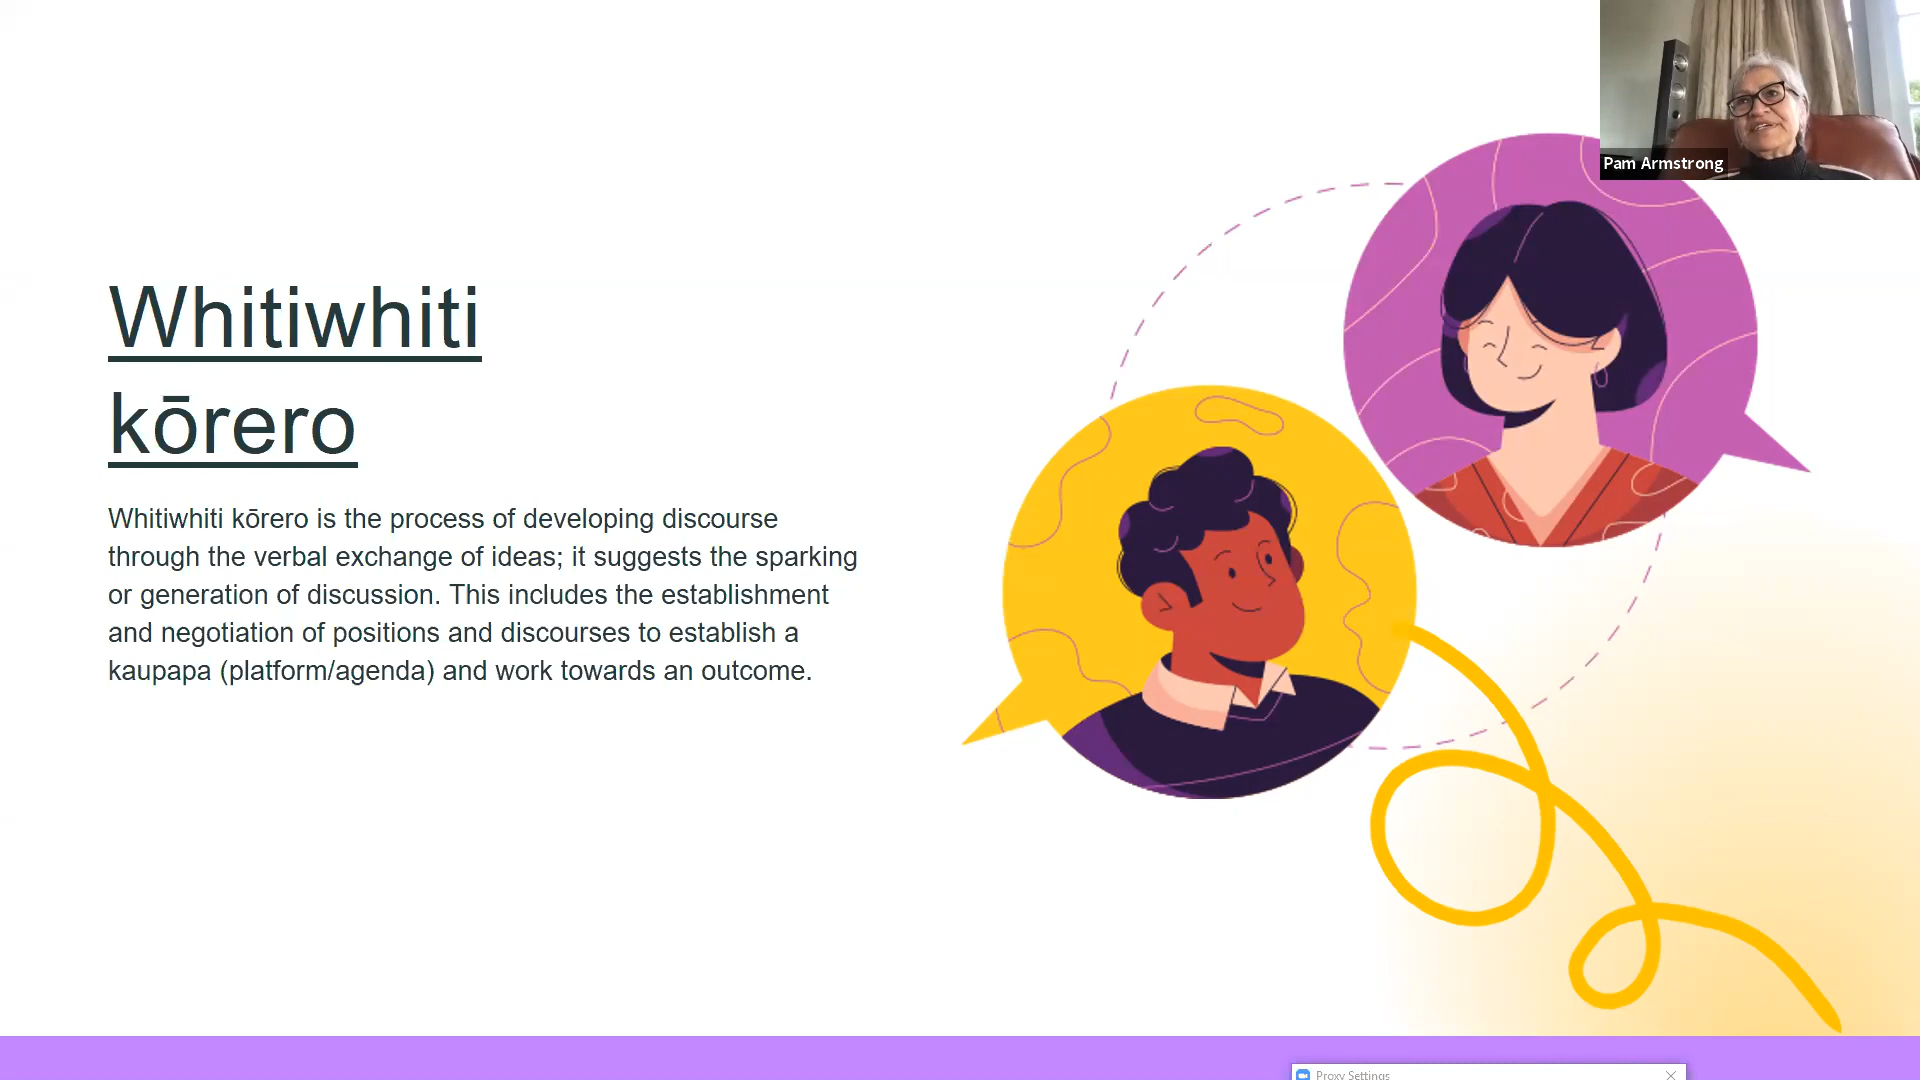 Pam Armstrong
Whitiwhiti
kōrero
Whitiwhiti kōrero is the process of developing discourse
through the verbal exchange of ideas; it suggests the sparking
or generation of discussion. This includes the establishment
and negotiation of positions and discourses to establish a
kaupapa (platform/agenda) and work towards an outcome.
Proxy Settings